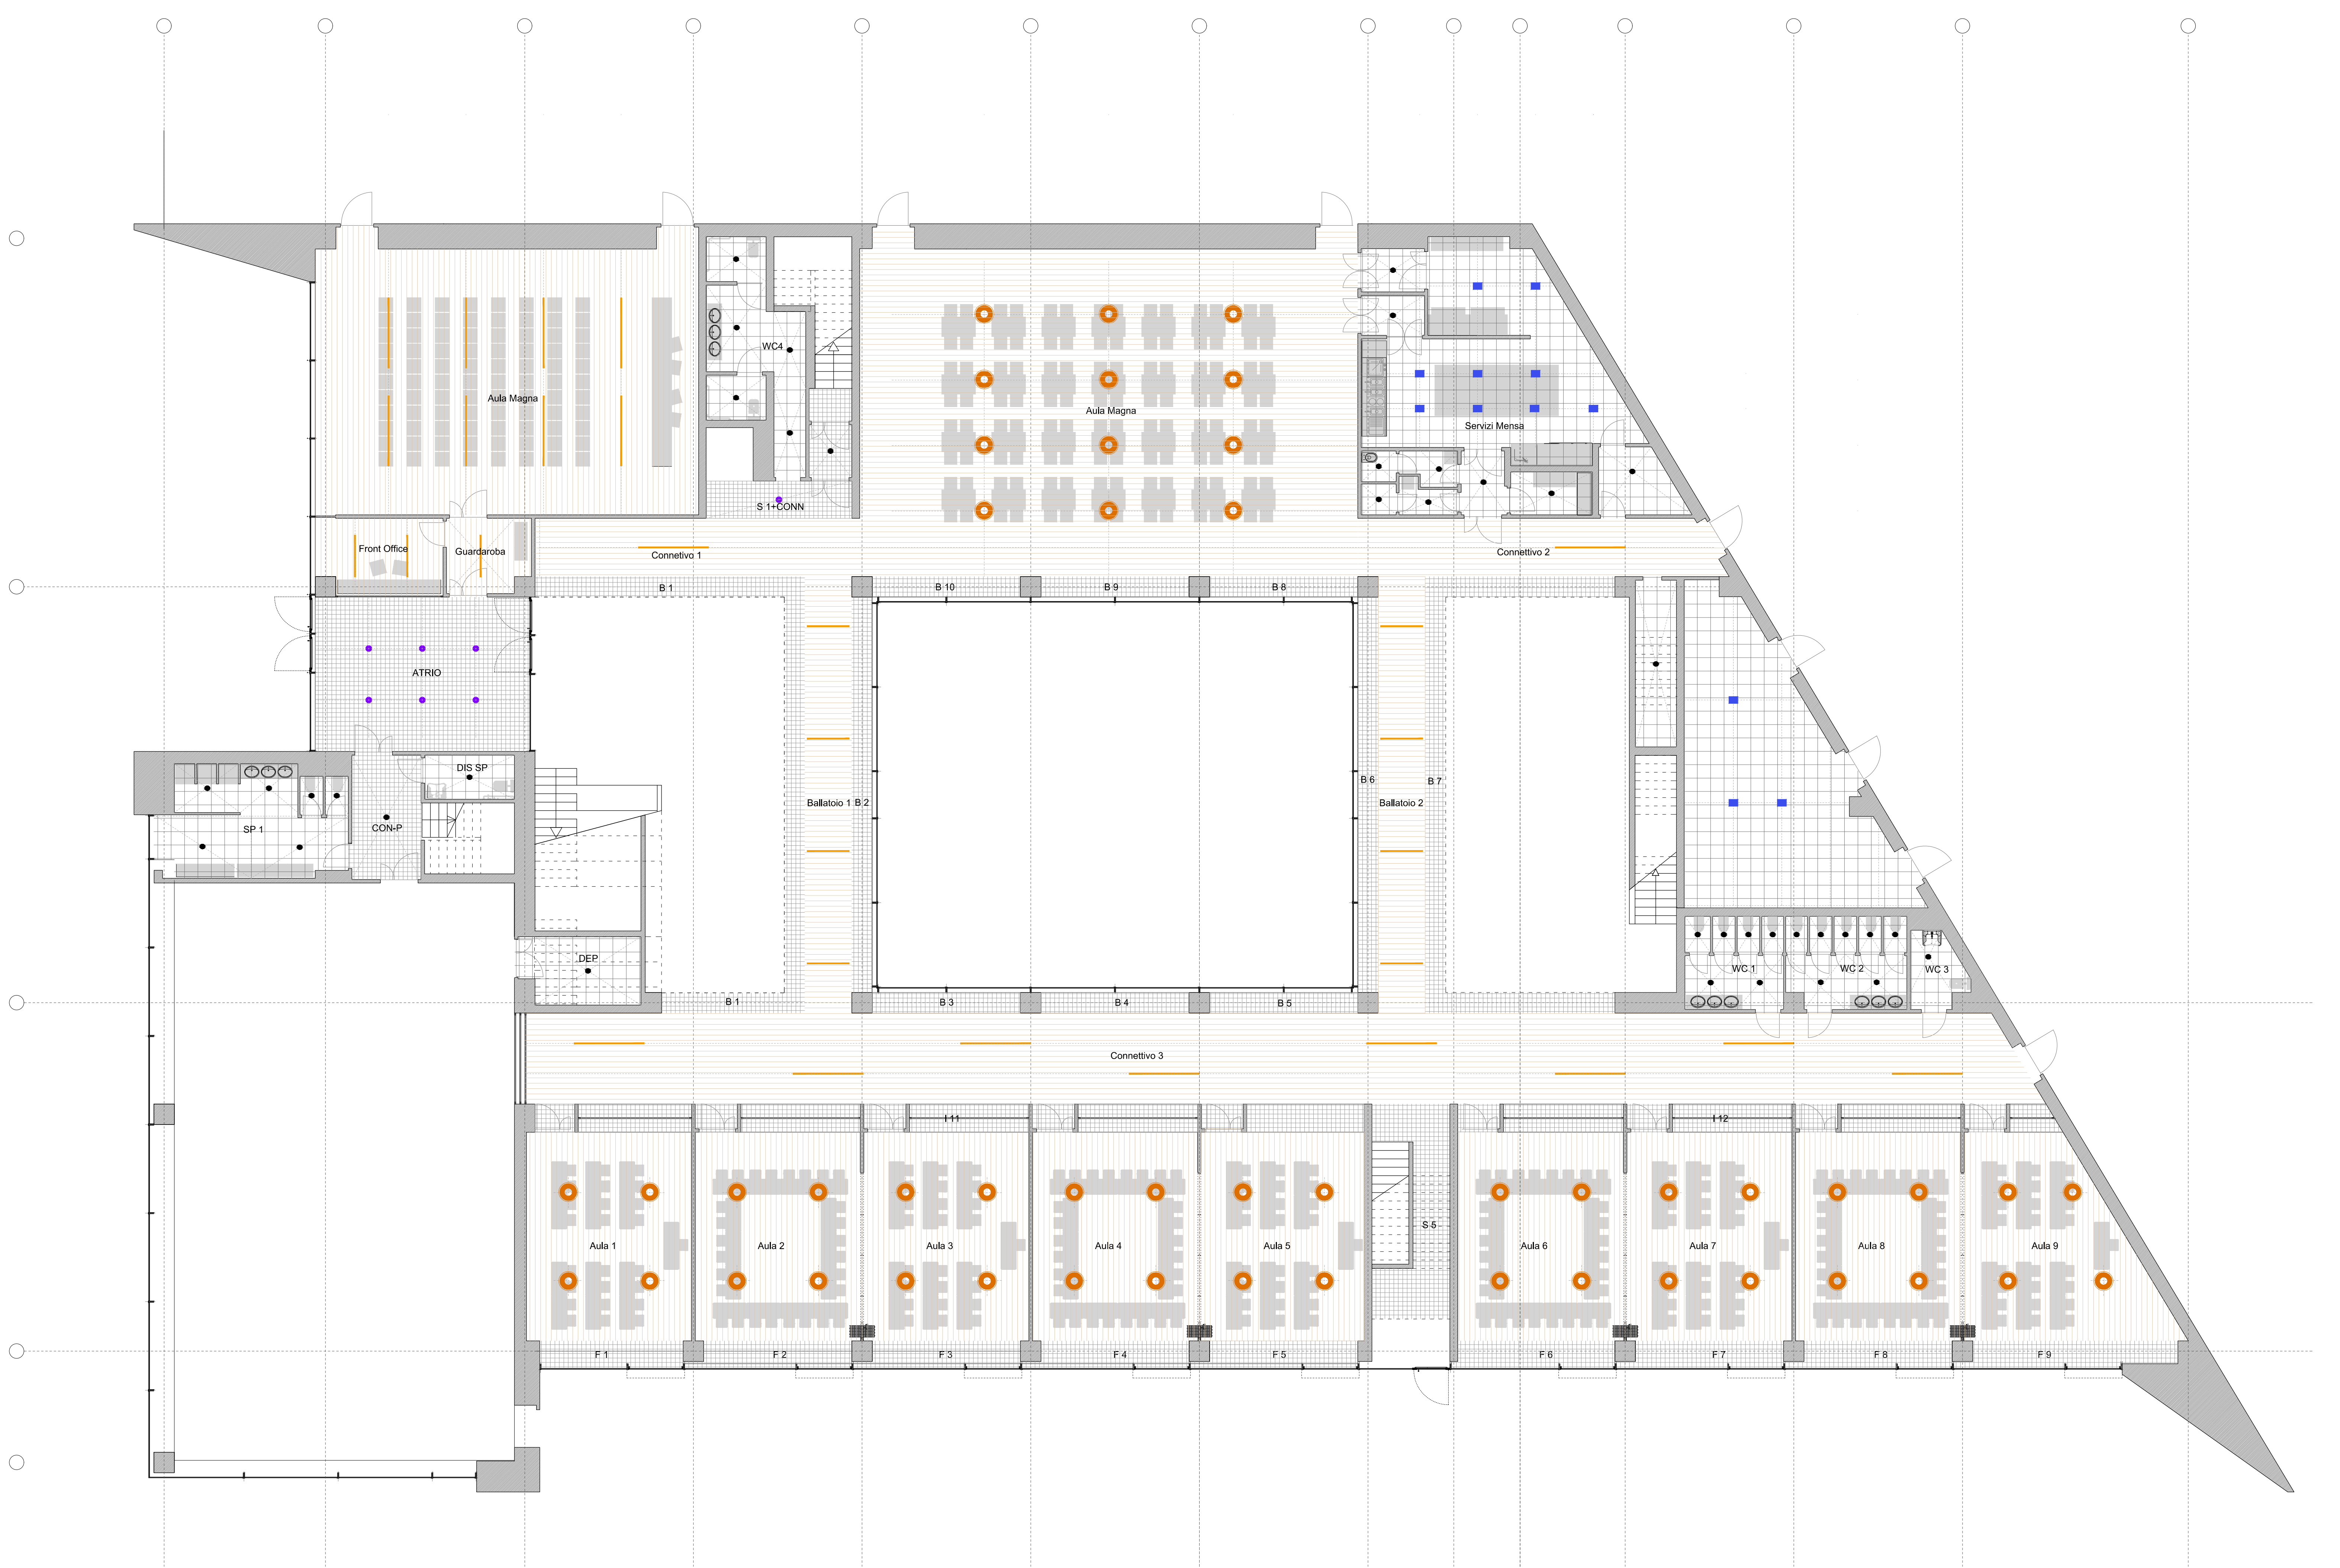 WC4
Aula Magna
Aula Magna
Servizi Mensa
S 1+CONN
Front Office
Guardaroba
Connetivo 1
Connettivo 2
B 1
B 10
B 9
B 8
ATRIO
DIS SP
B 6
B 7
Ballatoio 1
B 2
Ballatoio 2
SP 1
CON-P
DEP
WC 1
WC 2
WC 3
B 1
B 3
B 4
B 5
Connettivo 3
I 11
I 12
S 5
Aula 1
Aula 2
Aula 3
Aula 4
Aula 5
Aula 6
Aula 7
Aula 8
Aula 9
F 1
F 2
F 3
F 4
F 5
F 6
F 7
F 8
F 9